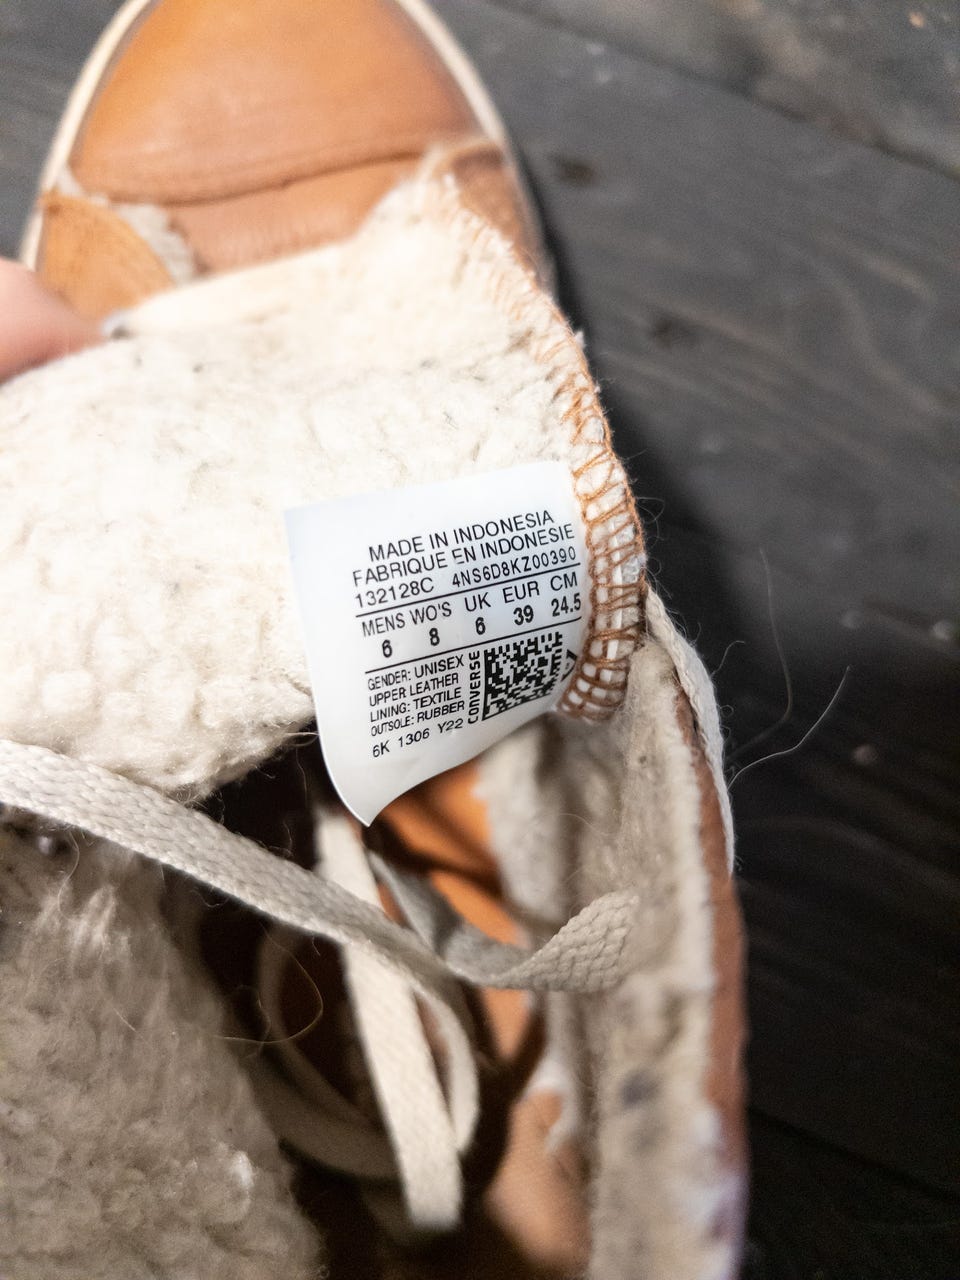 MADE IN INDONESIA
FABRIQUE EN INDONESIE
132128C 4NS6D8KZ00390
MENS WO'S UK EUR CM
6 8 6 39 24.5
GENDER: UNISEX
UPPER LEATHER
LINING: TEXTILE
OUTSOLE: RUBBER
CONVERSE
6K 1306 Y22